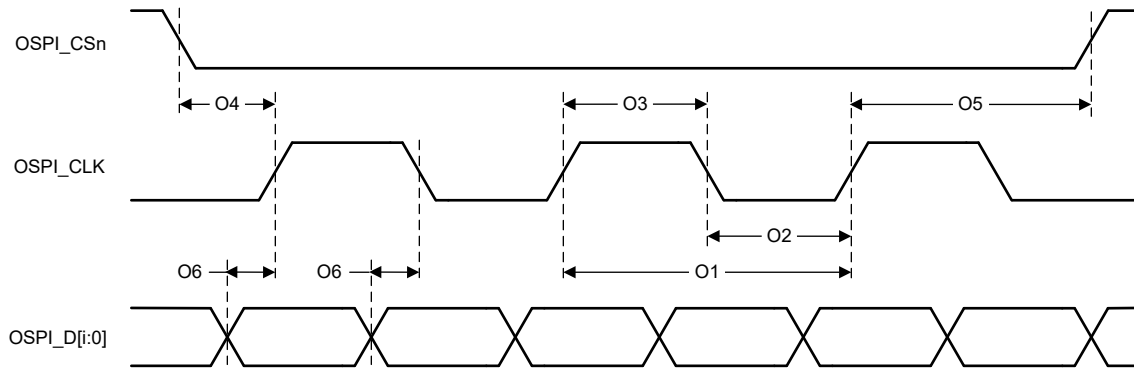 OSPI_CSn
O4
O3
O5
OSPI_CLK
O2
O6
O6
O1
OSPI_D[i:0]